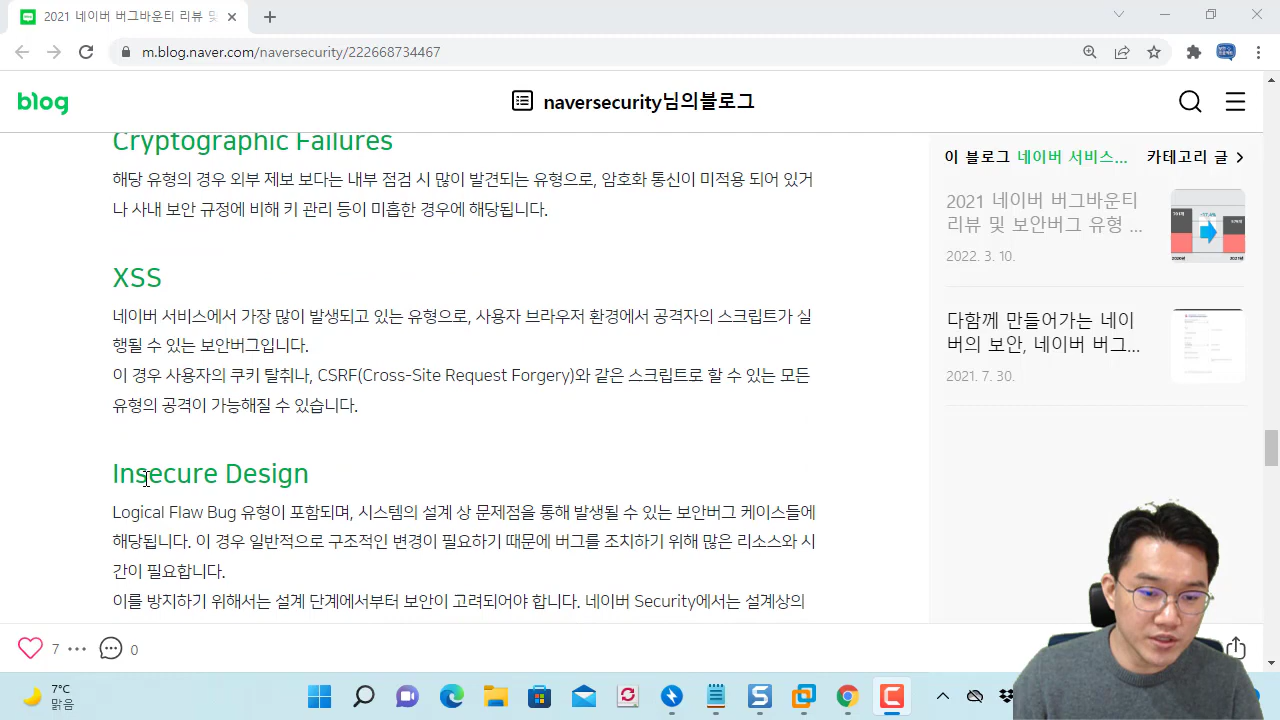 2021 네이버 버그바운티 리뷰 및
m.blog.naver.com/naversecurity/222668734467
blog
naversecurity님의블로그
Cryptographic Failures
해당 유형의 경우 외부 제보 보다는 내부 점검 시 많이 발견되는 유형으로, 암호화 통신이 미적용 되어 있거
나 사내 보안 규정에 비해 키 관리 등이 미흡한 경우에 해당됩니다.
XSS
네이버 서비스에서 가장 많이 발생되고 있는 유형으로, 사용자 브라우저 환경에서 공격자의 스크립트가 실
행될 수 있는 보안버그입니다.
이 경우 사용자의 쿠키 탈취나, CSRF(Cross-Site Request Forgery)와 같은 스크립트로 할 수 있는 모든
유형의 공격이 가능해질 수 있습니다.
Insecure Design
Logical Flaw Bug 유형이 포함되며, 시스템의 설계 상 문제점을 통해 발생될 수 있는 보안버그 케이스들에
해당됩니다. 이 경우 일반적으로 구조적인 변경이 필요하기 때문에 버그를 조치하기 위해 많은 리소스와 시
간이 필요합니다.
이를 방지하기 위해서는 설계 단계에서부터 보안이 고려되어야 합니다. 네이버 Security에서는 설계상의
이 블로그 네이버 서비스... 카테고리 글
2021 네이버 버그바운티
리뷰 및 보안버그 유형 ...
2022. 3. 10.
다함께 만들어가는 네이
버의 보안, 네이버 버그...
2021. 7. 30.
7
0
7°C
맑음